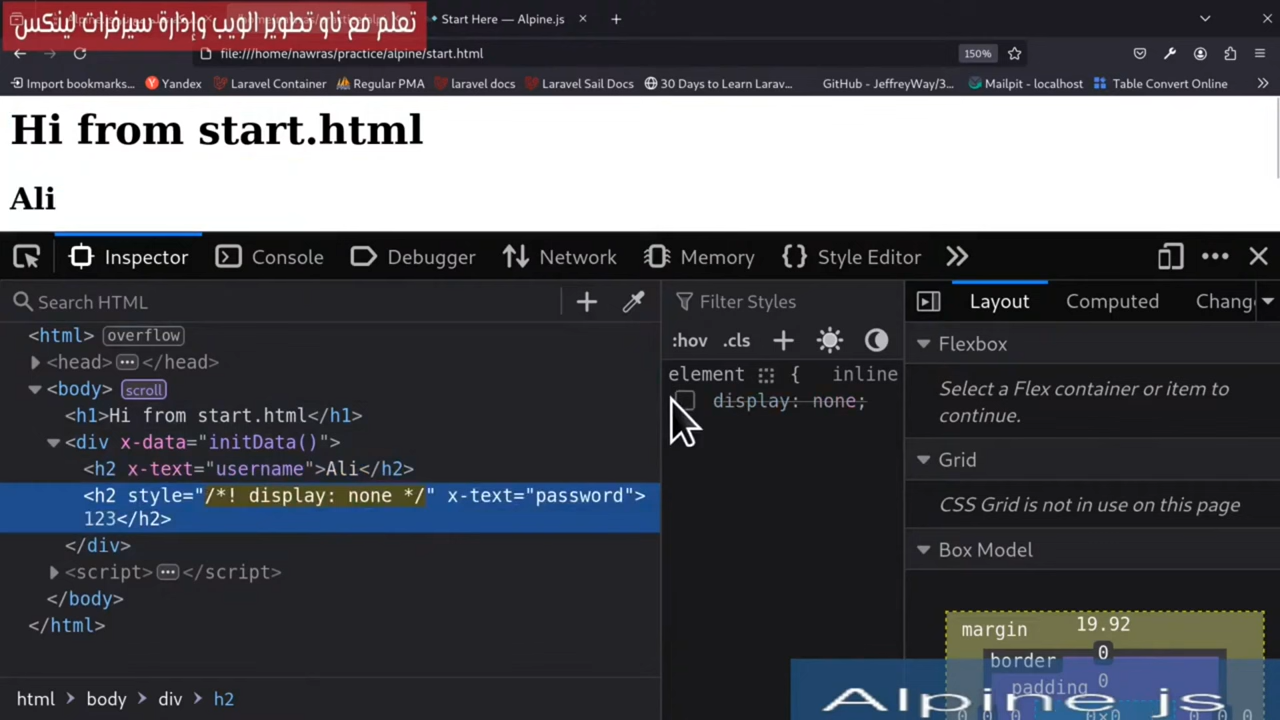 تعلم مع ناو تطوير الويب وإدارة سيرفرات لينكس
Start Here — Alpine.js
file:///home/nawras/practice/alpine/start.html
150%
Import bookmarks...
Yandex
Laravel Container
Regular PMA
laravel docs
Laravel Sail Docs
30 Days to Learn Larav...
GitHub - JeffreyWay/3...
Mailpit - localhost
Table Convert Online
Hi from start.html
Ali
Inspector
Console
Debugger
Network
Memory
Style Editor
Search HTML
Filter Styles
Layout
Computed
Chang
<html> overflow
<head> ••• </head>
<body> scroll
<h1>Hi from start.html</h1>
<div x-data="initData()">
<h2 x-text="username">Ali</h2>
<h2 style="/*! display: none */" x-text="password">
123</h2>
</div>
<script> ••• </script>
</body>
</html>
html > body > div > h2
:hov .cls +
element { inline
display: none;
Flexbox
Select a Flex container or item to
continue.
Grid
CSS Grid is not in use on this page
Box Model
margin 19.92
border 0
padding 0
Alpine js